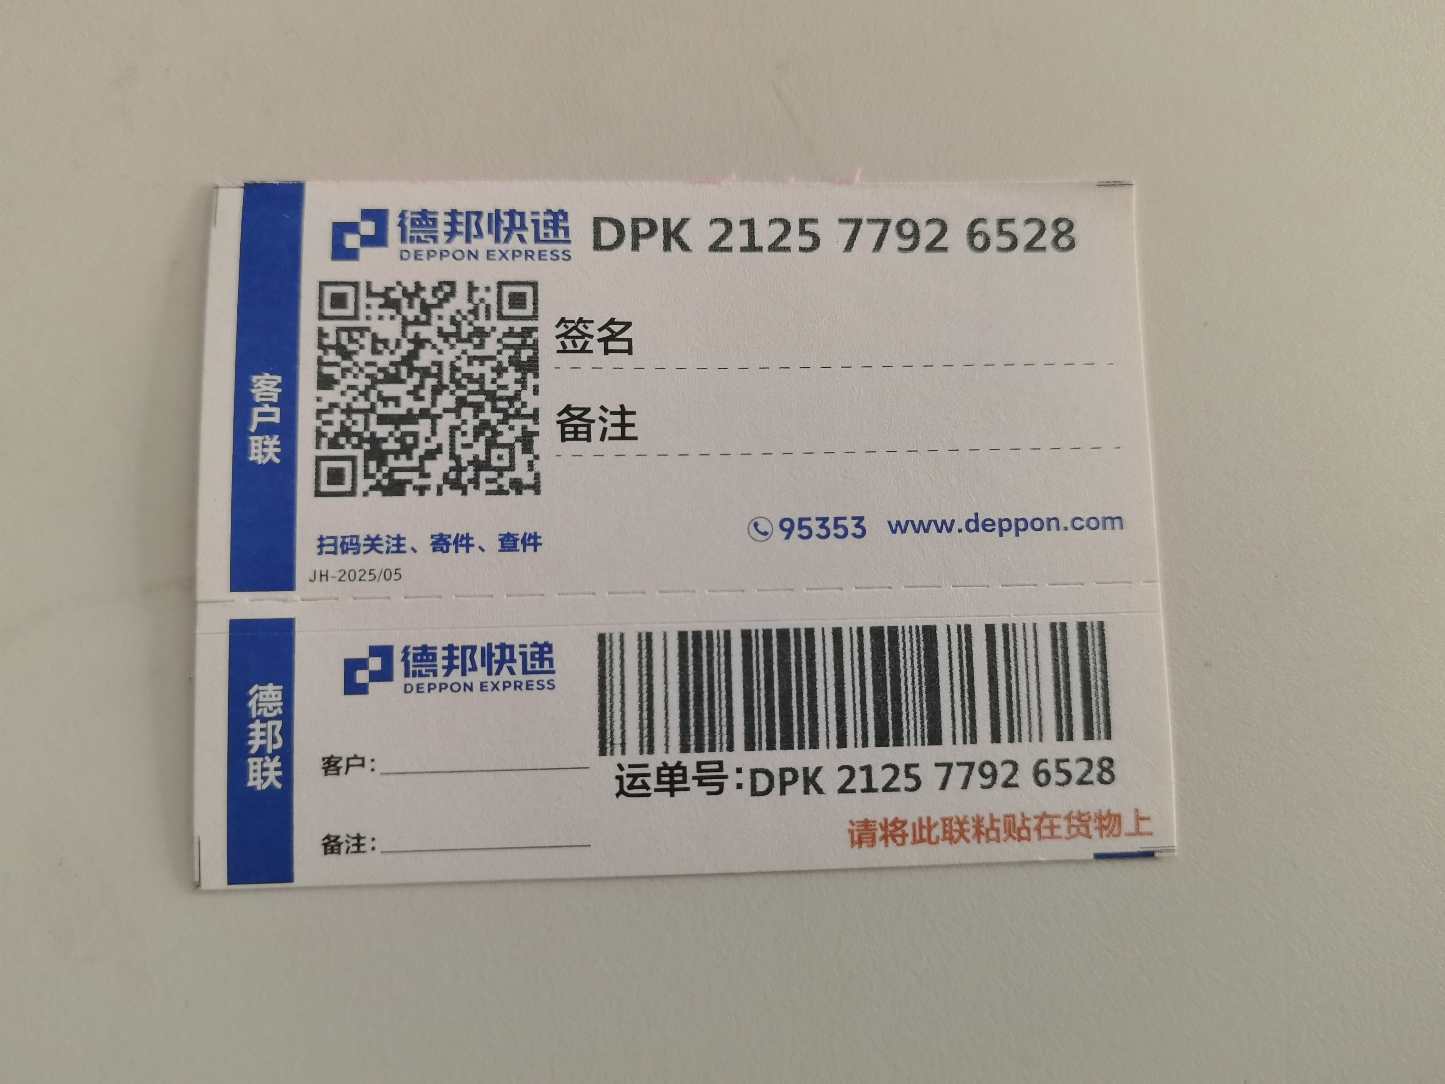 德邦快递 DPK 2125 7792 6528
DEPPON EXPRESS
签名
备注
客户联
95353 www.deppon.com
扫码关注、寄件、查件
JH-2025/05
德邦联
德邦快递
DEPPON EXPRESS
客户：
运单号：DPK 2125 7792 6528
备注：
请将此联粘贴在货物上